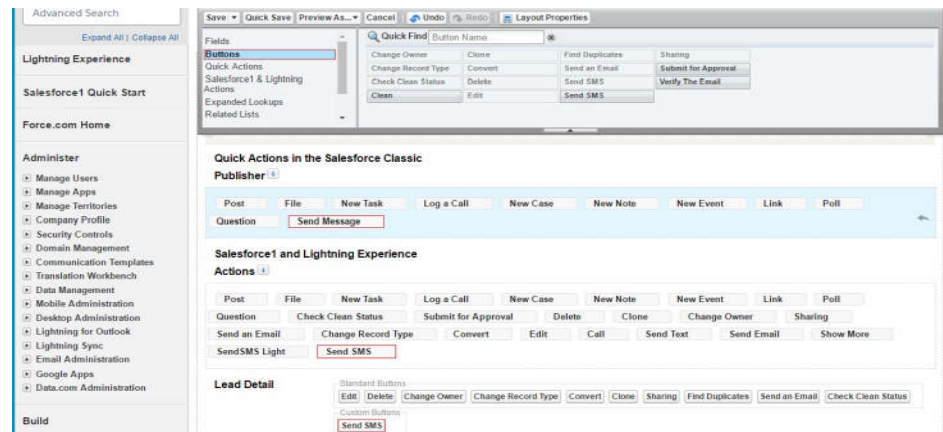 Advanced Search
Expand All | Collapse All
Lightning Experience
Salesforce1 Quick Start
Force.com Home
Administer
Manage Users
Manage Apps
Manage Territories
Company Profile
Security Controls
Domain Management
Communication Templates
Translation Workbench
Data Management
Mobile Administration
Desktop Administration
Lightning for Outlook
Lightning Sync
Email Administration
Google Apps
Data.com Administration
Build
Save Quick Save Preview As... Cancel Undo Redo Layout Properties
Fields
Buttons
Quick Actions
Salesforce1 & Lightning
Actions
Expanded Lookups
Related Lists
Quick Find Button Name
Change Owner Clone Find Duplicates Sharing
Change Record Type Convert Send an Email Submit for Approval
Check Clean Status Delete Send SMS Verify The Email
Clean Edit Send SMS
Quick Actions in the Salesforce Classic
Publisher
Post File New Task Log a Call New Case New Note New Event Link Poll
Question Send Message
Salesforce1 and Lightning Experience
Actions
Post File New Task Log a Call New Case New Note New Event Link Poll
Question Check Clean Status Submit for Approval Delete Clone Change Owner Sharing
Send an Email Change Record Type Convert Edit Call Send Text Send Email Show More
SendSMS Light Send SMS
Lead Detail
Standard Buttons
Edit Delete Change Owner Change Record Type Convert Clone Sharing Find Duplicates Send an Email Check Clean Status
Custom Buttons
Send SMS